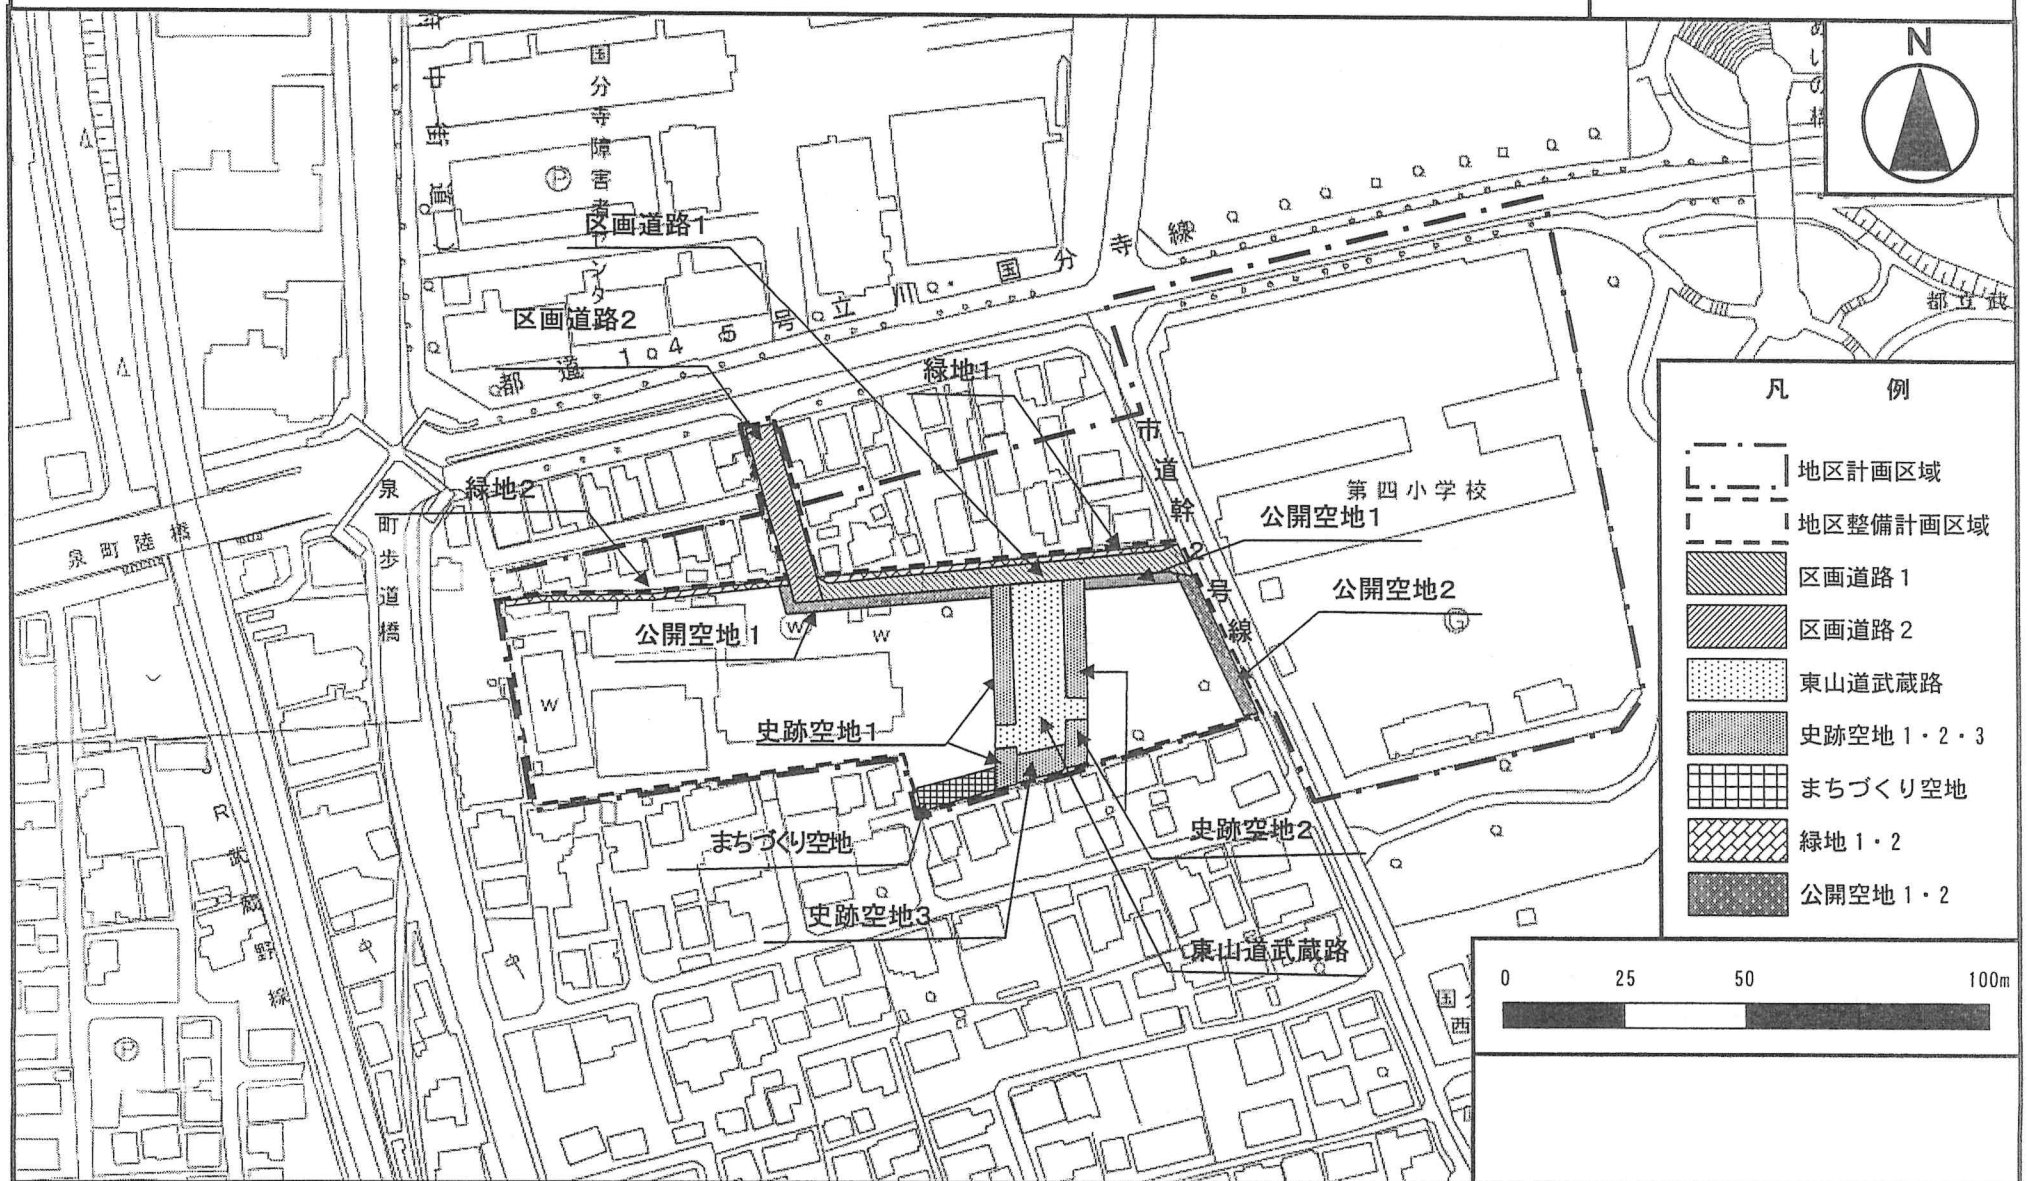 N
国分寺障害者センター
区画道路1
区画道路2
都道145号立川・国分寺線
緑地1
緑地2
市道幹2号線
第四小学校
公開空地1
公開空地2
泉町陸橋
泉町歩道橋
公開空地1
W
W
W
史跡空地1
まちづくり空地
史跡空地3
史跡空地2
東山道武蔵路
R武蔵野線
都立武
P
P
G
凡 例
地区計画区域
地区整備計画区域
区画道路1
区画道路2
東山道武蔵路
史跡空地1・2・3
まちづくり空地
緑地1・2
公開空地1・2
0 25 50 100m